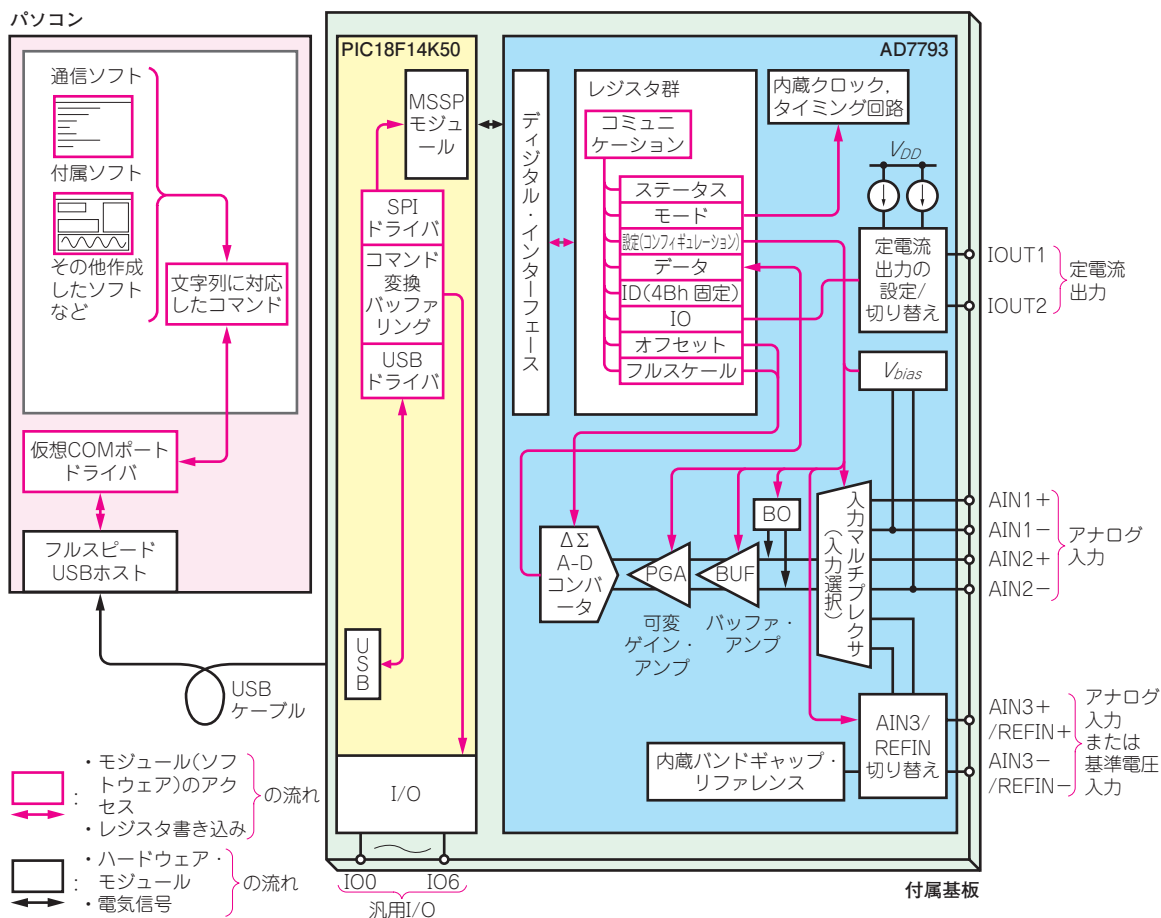 パソコン
通信ソフト
付属ソフト
その他作成
したソフト
など
文字列に対応
したコマンド
仮想COMポート
ドライバ
フルスピード
USBホスト
USB
ケーブル
PIC18F14K50
MSSP
モジュ
ール
SPI
ドライバ
コマンド
変換
バッファ
リング
USB
ドライバ
USB
I/O
IO0
IO6
汎用I/O
AD7793
ディジタル・インターフェース
レジスタ群
コミュニ
ケーション
ステータス
モード
設定(コンフィギュレーション)
データ
ID(4Bh 固定)
IO
オフセット
フルスケール
内蔵クロック,
タイミング回路
VDD
定電流
出力の
設定/
切り替え
IOUT1
IOUT2
定電流
出力
Vbias
ΔΣ
A-D
コンバ
ータ
PGA
可変
ゲイン・
アンプ
BUF
バッファ・
アンプ
BO
入力マルチプレクサ
(入力選択)
AIN1+
AIN1−
AIN2+
AIN2−
アナログ
入力
AIN3/
REFIN
切り替え
内蔵バンドギャップ・
リファレンス
AIN3+
/REFIN+
AIN3−
/REFIN−
アナログ
入力
または
基準電圧
入力
付属基板
:
・モジュール(ソフ
トウェア)のアク
セス
・レジスタ書き込み
の流れ
:
・ハードウェア・
モジュール
・電気信号
の流れ